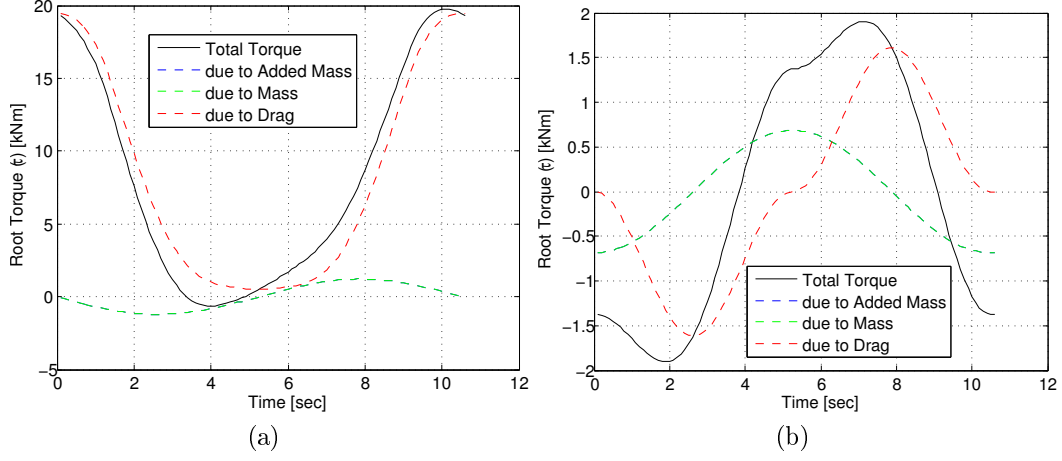 20
15
10
5
0
−5
0
2
4
6
8
10
12
Root Torque (τ) [kNm]
Time [sec]
Total Torque
due to Added Mass
due to Mass
due to Drag
(a)
2
1.5
1
0.5
0
−0.5
−1
−1.5
−2
0
2
4
6
8
10
12
Root Torque (τ) [kNm]
Time [sec]
Total Torque
due to Added Mass
due to Mass
due to Drag
(b)